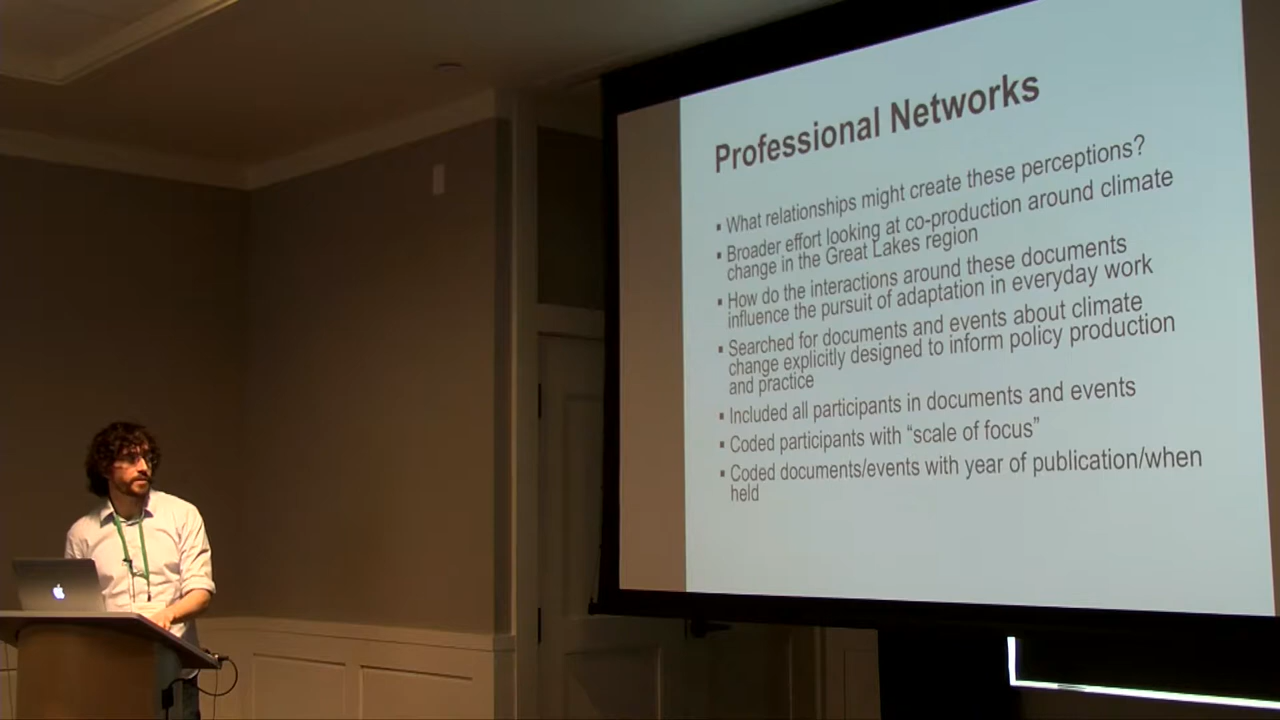 Professional Networks
▪ What relationships might create these perceptions?
▪ Broader effort looking at co-production around climate
change in the Great Lakes region
▪ How do the interactions around these documents
influence the pursuit of adaptation in everyday work
▪ Searched for documents and events about climate
change explicitly designed to inform policy production
and practice
▪ Included all participants in documents and events
▪ Coded participants with “scale of focus”
▪ Coded documents/events with year of publication/when
held